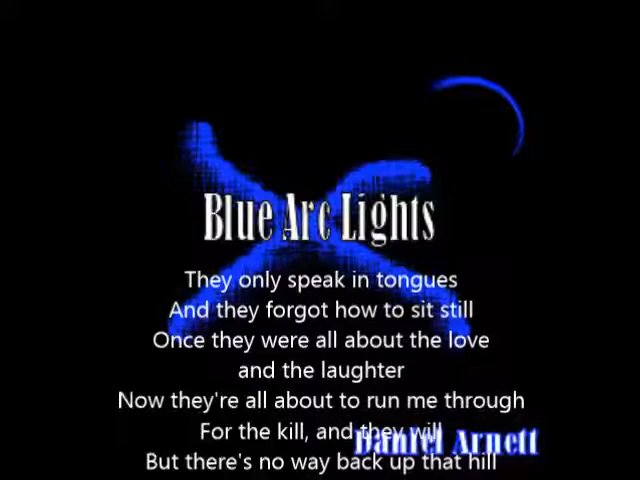 Blue Arc Lights
They only speak in tongues
And they forgot how to sit still
Once they were all about the love
and the laughter
Now they're all about to run me through
For the kill, and they will
Daniel Arnett
But there's no way back up that hill